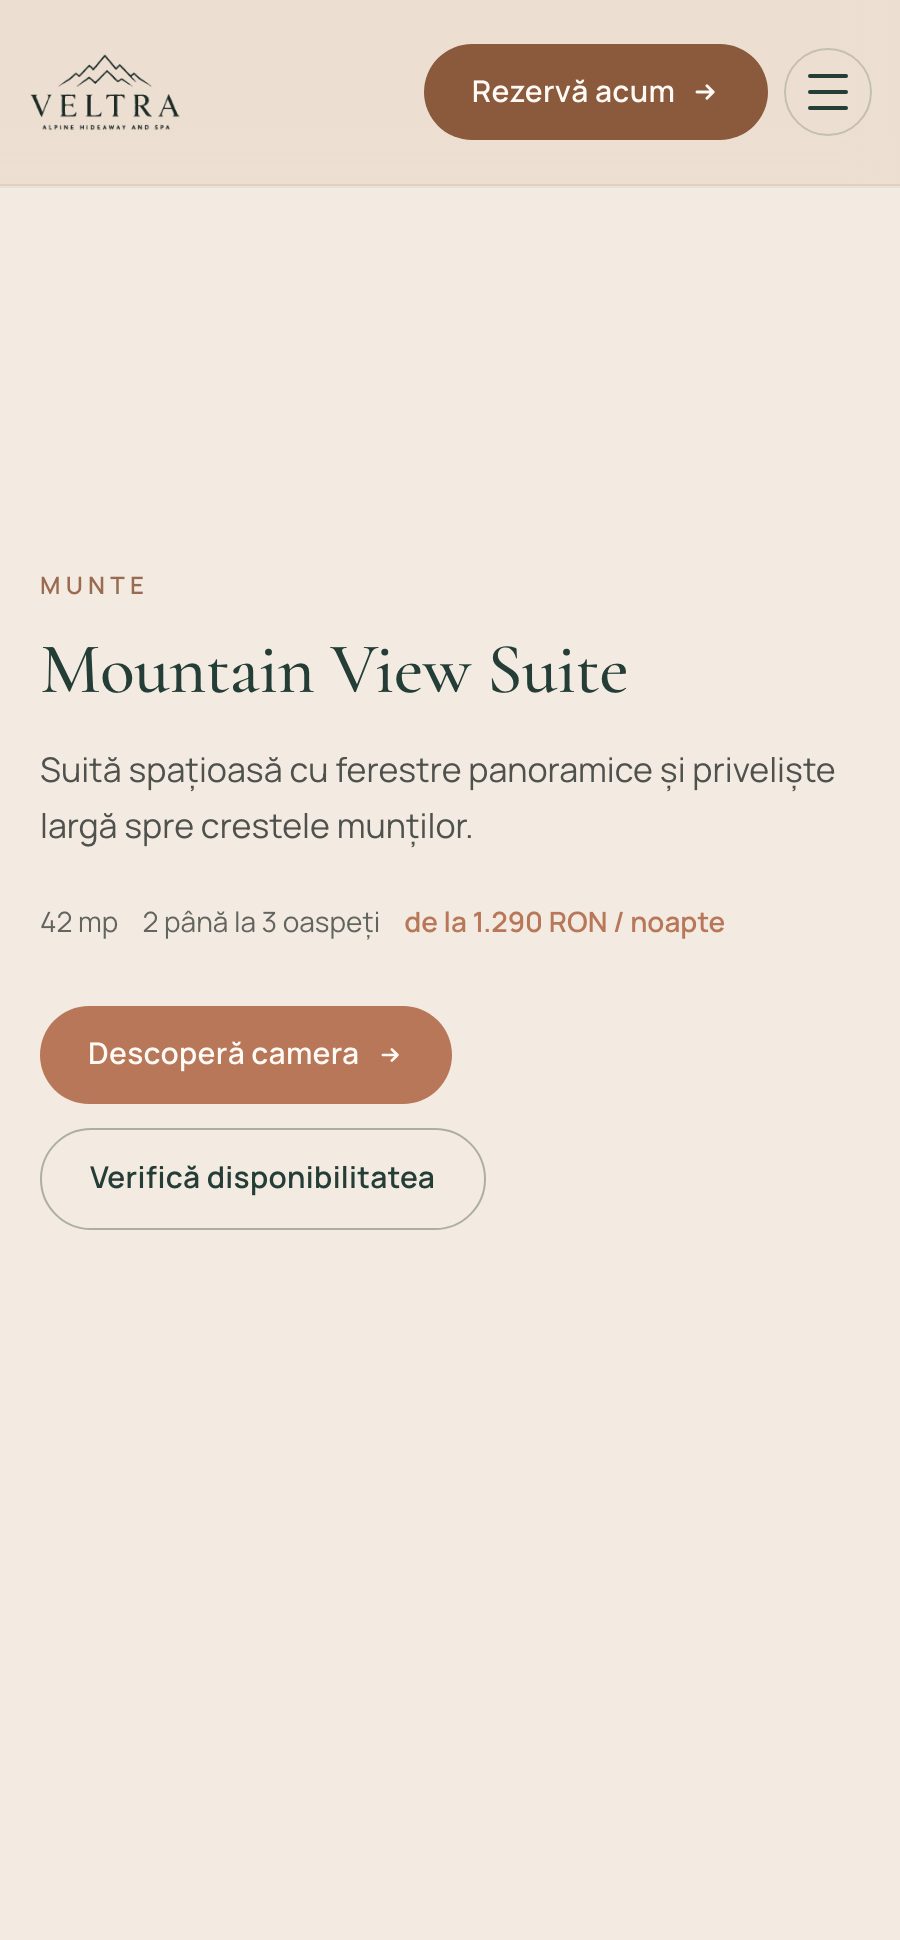 VELTRA
ALPINE HIDEAWAY AND SPA
Rezervă acum →
MUNTE
Mountain View Suite
Suită spațioasă cu ferestre panoramice și priveliște
largă spre crestele munților.
42 mp 2 până la 3 oaspeți de la 1.290 RON / noapte
Descoperă camera →
Verifică disponibilitatea